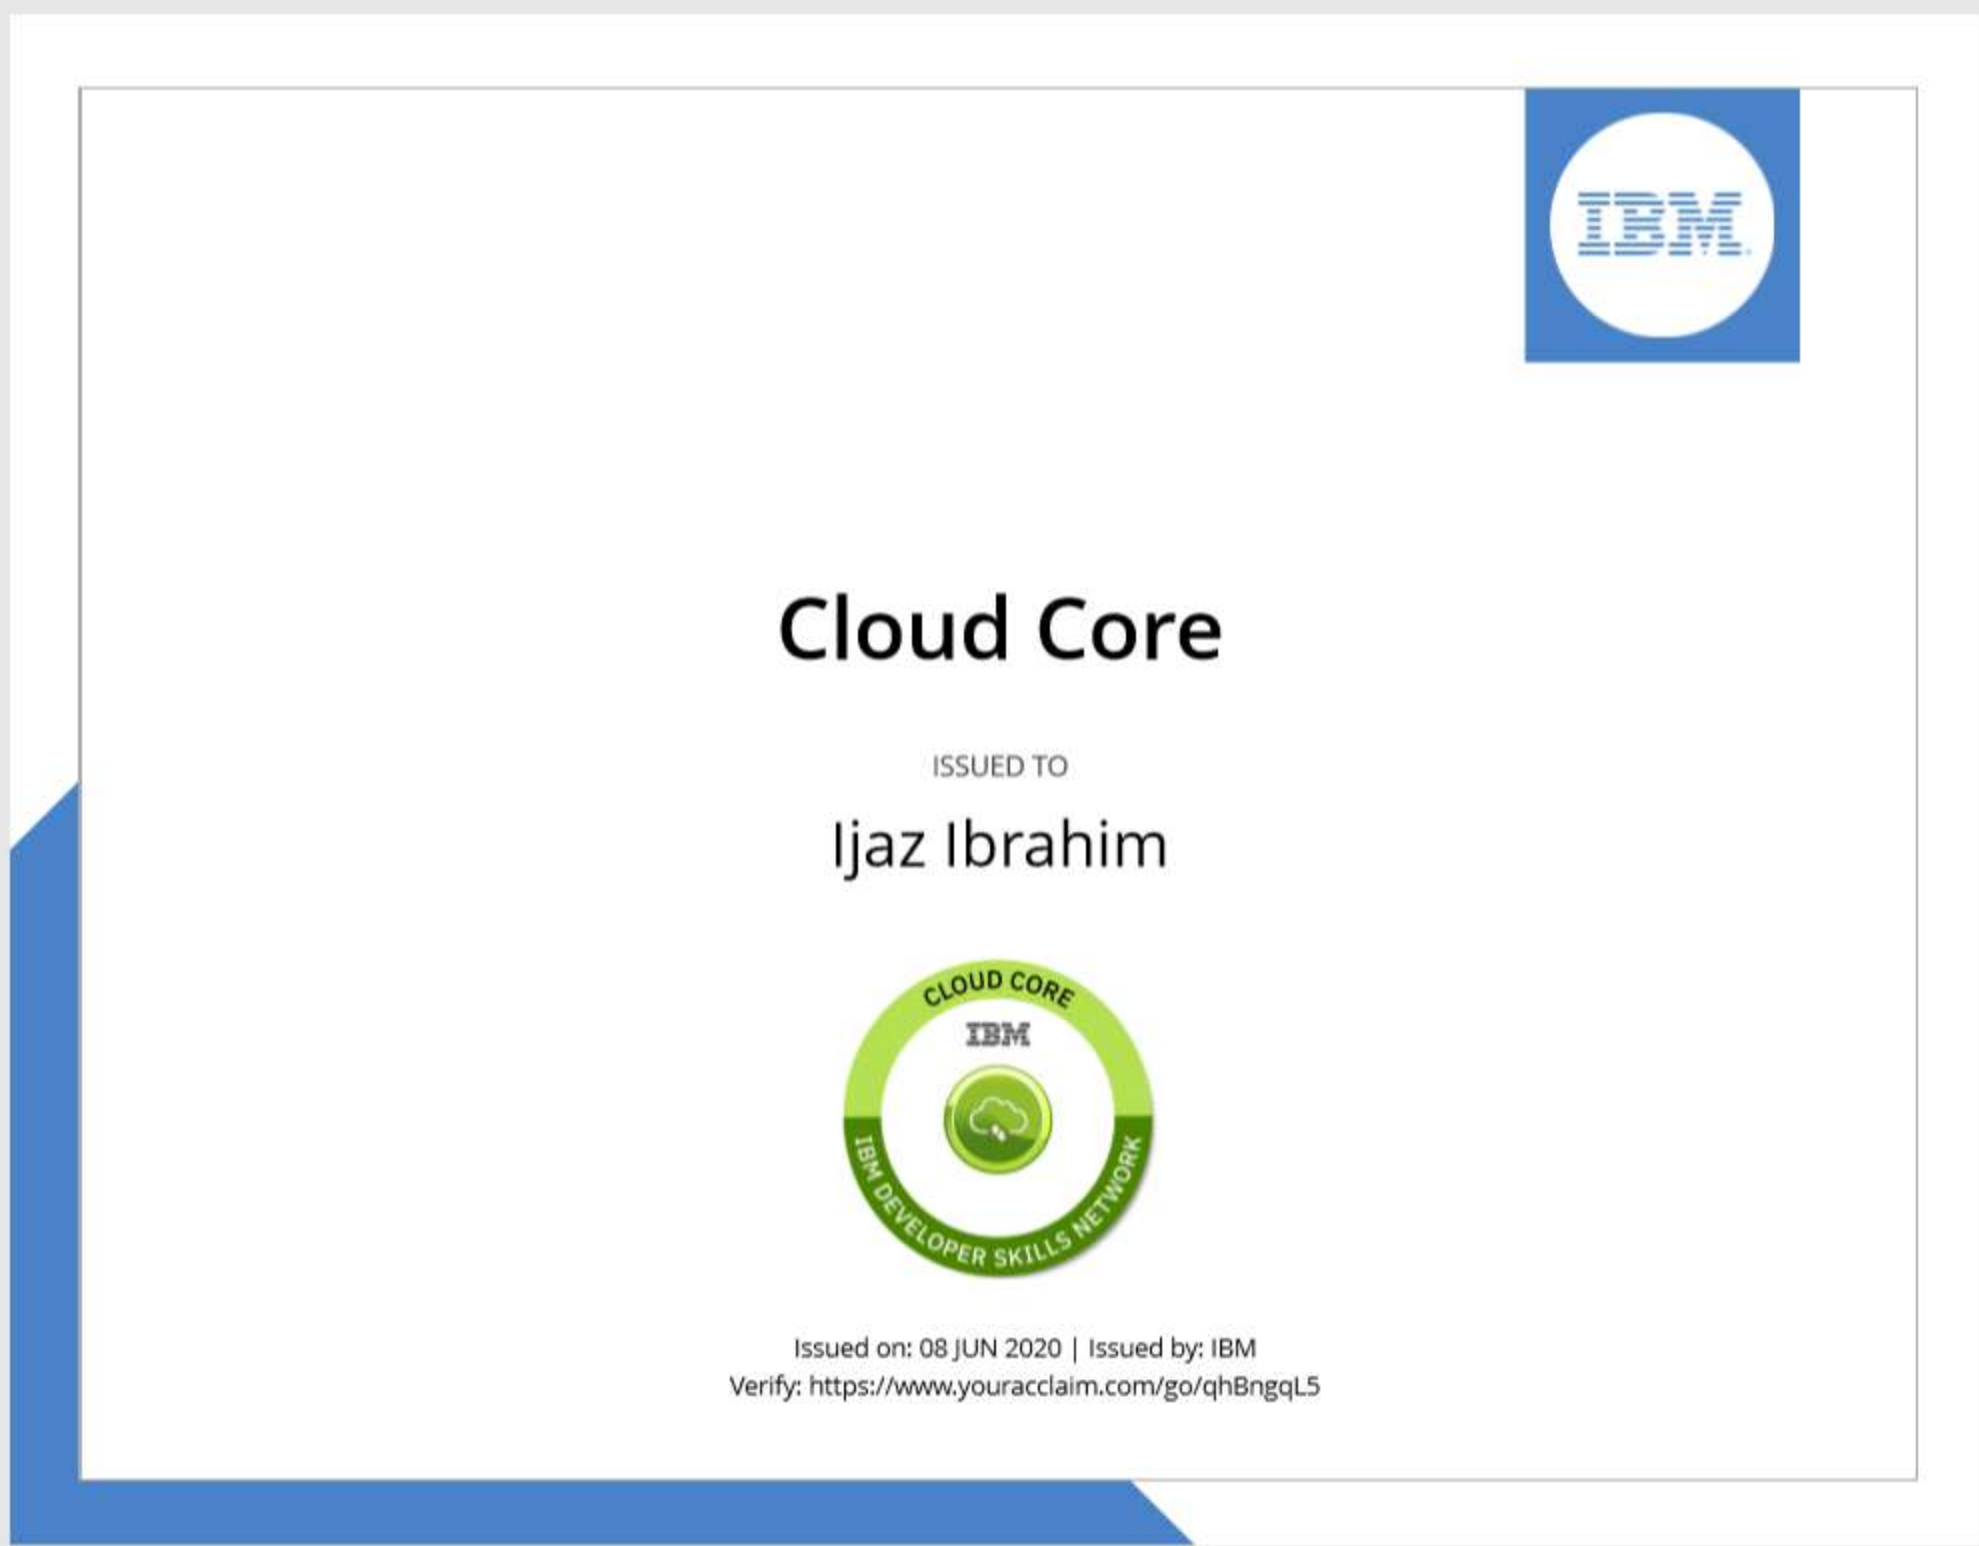 IBM
Cloud Core
ISSUED TO
Ijaz Ibrahim
CLOUD CORE
IBM
IBM DEVELOPER SKILLS NETWORK
Issued on: 08 JUN 2020 | Issued by: IBM
Verify: https://www.youracclaim.com/go/qhBngqL5